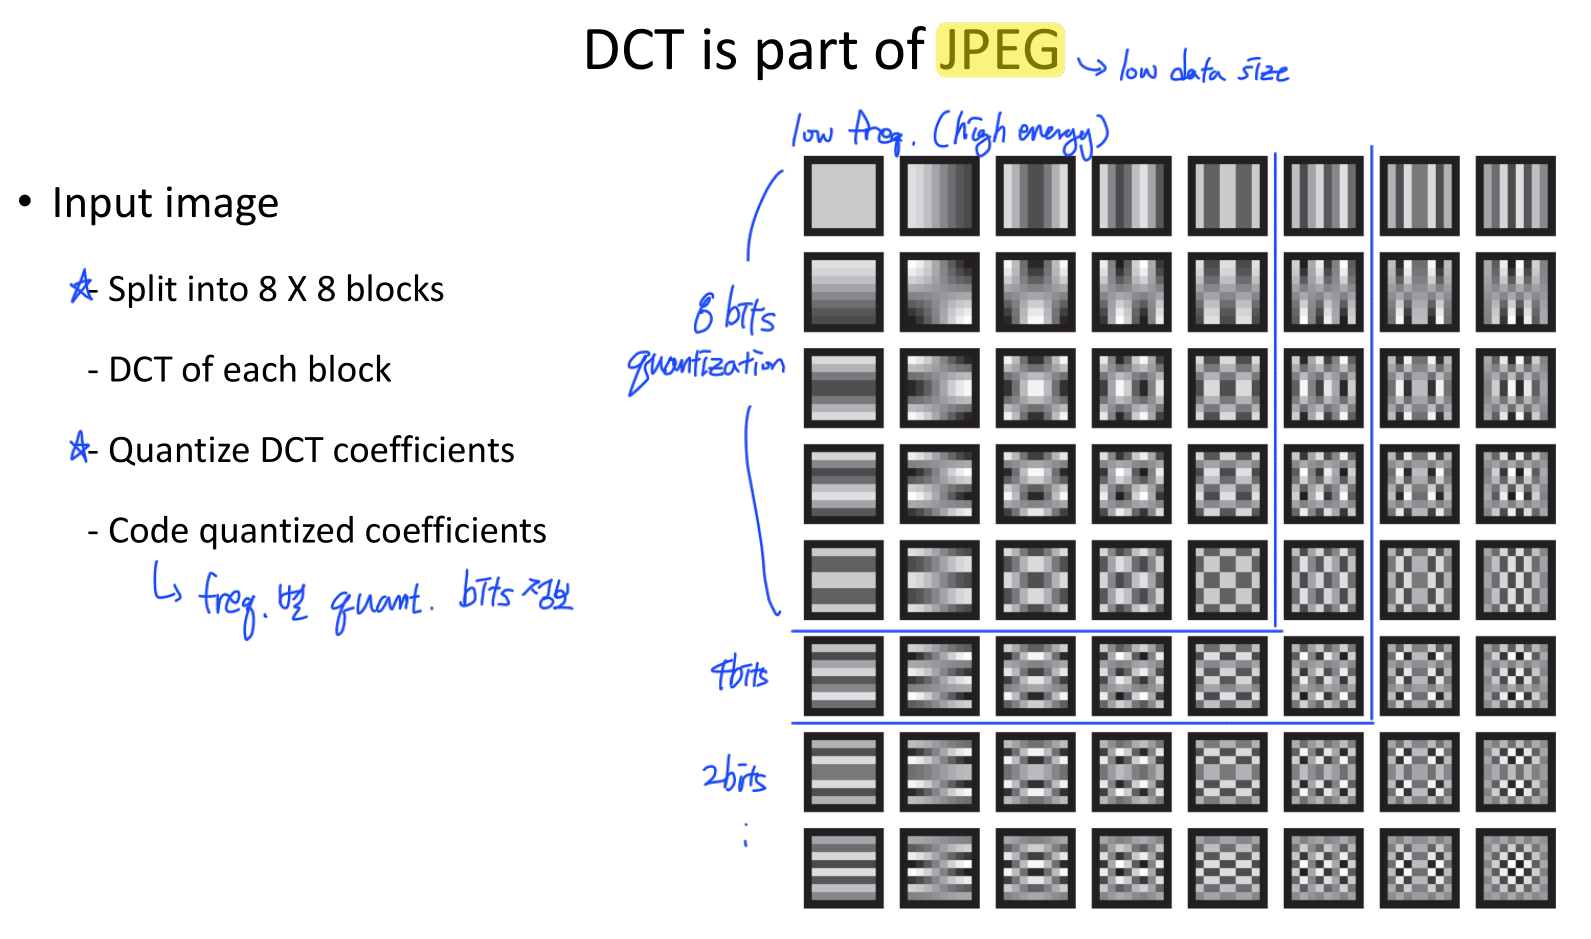 DCT is part of JPEG
↳ low data size
low freq. (high energy)
• Input image
☆- Split into 8 X 8 blocks
- DCT of each block
☆- Quantize DCT coefficients
- Code quantized coefficients
↳ freq. 별 quant. bits 정보
8 bits
quantization
4bits
2bits
⋮